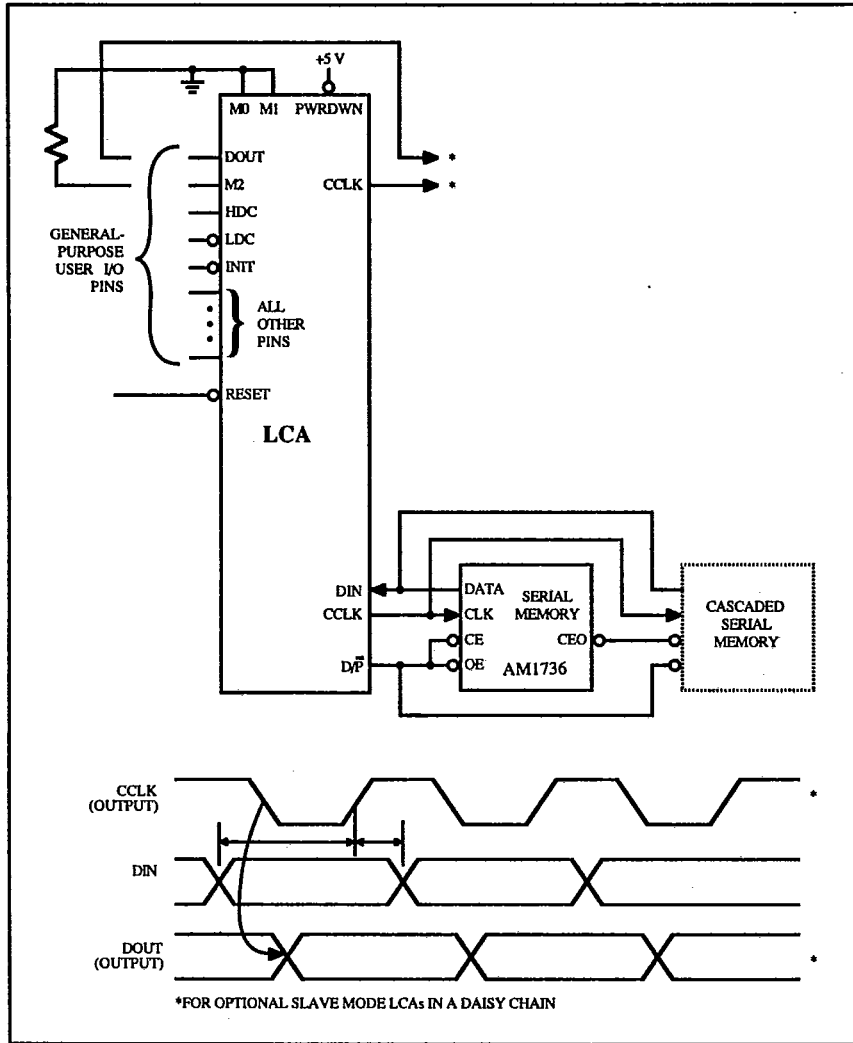 +5 V
M0 M1 PWRDWN
DOUT
*
M2
CCLK
*
HDC
GENERAL-
PURPOSE
USER I/O
PINS
LDC
INIT
ALL
OTHER
PINS
RESET
LCA
DIN
CCLK
D/P̅
DATA
SERIAL
MEMORY
CLK
CE
CEO
OE
AM1736
CASCADED
SERIAL
MEMORY
CCLK
(OUTPUT)
*
DIN
DOUT
(OUTPUT)
*
*FOR OPTIONAL SLAVE MODE LCAs IN A DAISY CHAIN